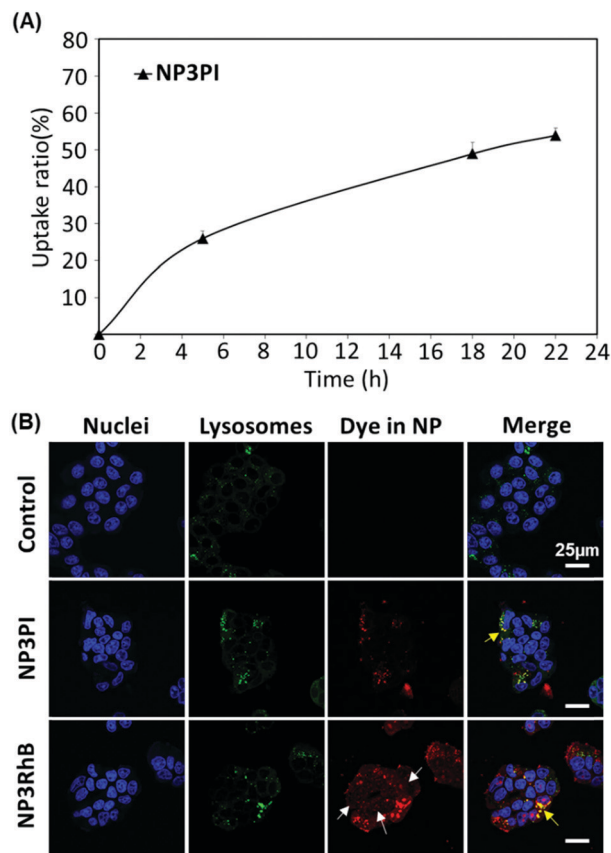 (A)
80
70
60
50
40
30
20
10
NP3PI
Uptake ratio(%)
0 2 4 6 8 10 12 14 16 18 20 22 24
Time (h)
(B)
Nuclei Lysosomes Dye in NP Merge
Control
25µm
NP3PI
NP3RhB